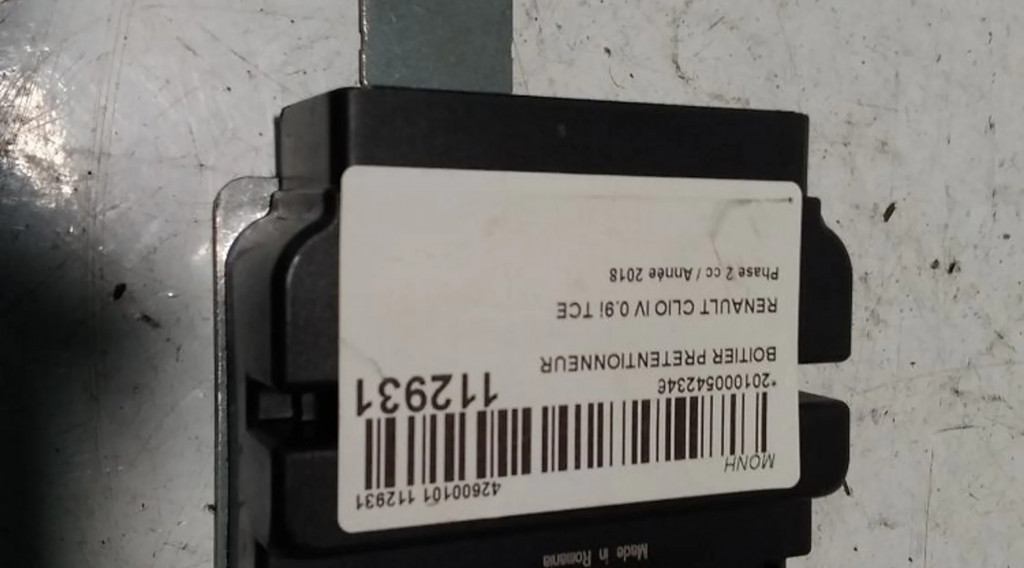 42600101 112931
MONH
*20100054234e
112931
BOITIER PRETENTIONNEUR
RENAULT CLIO IV 0.9i TCE
Phase 2 cc / Année 2018
Made in Romania